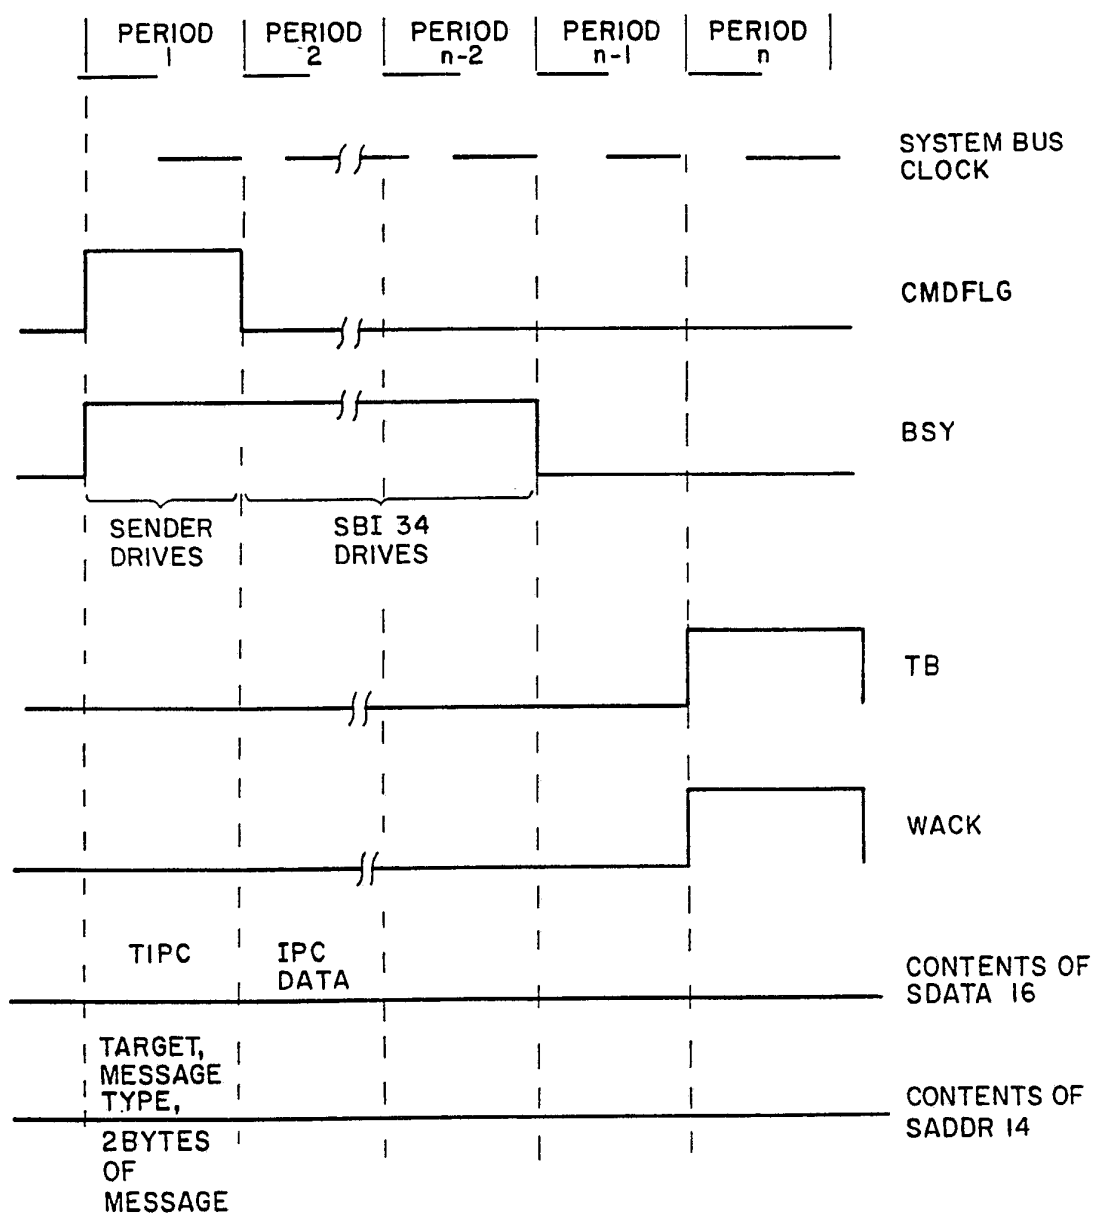 PERIOD 1
PERIOD 2
PERIOD n-2
PERIOD n-1
PERIOD n
SYSTEM BUS
CLOCK
CMDFLG
BSY
SENDER
DRIVES
SBI 34
DRIVES
TB
WACK
TIPC
IPC
DATA
CONTENTS OF
SDATA 16
TARGET,
MESSAGE
TYPE,
2BYTES
OF
MESSAGE
CONTENTS OF
SADDR 14